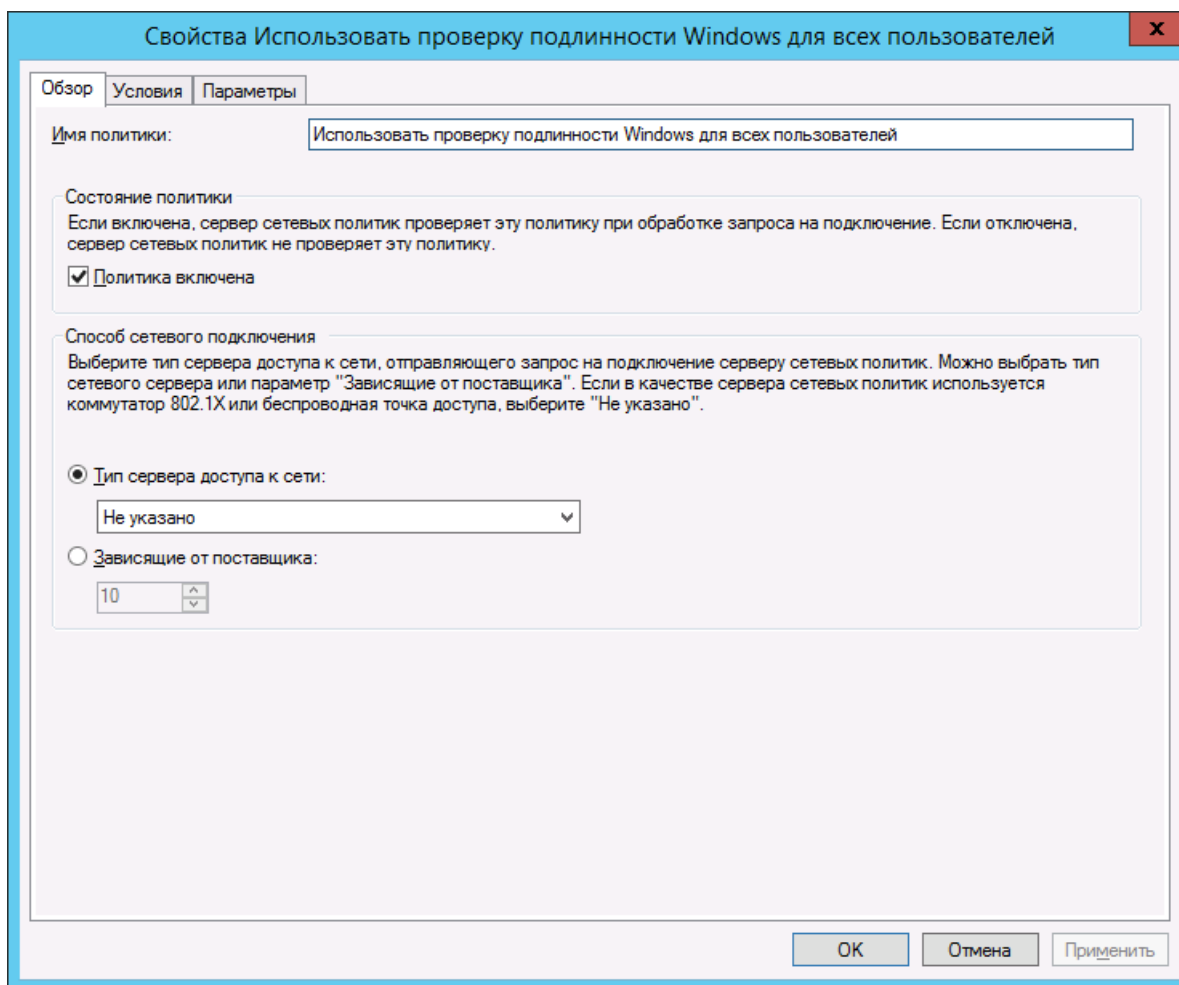 Свойства Использовать проверку подлинности Windows для всех пользователей
x
Обзор
Условия
Параметры
Имя политики:
Использовать проверку подлинности Windows для всех пользователей
Состояние политики
Если включена, сервер сетевых политик проверяет эту политику при обработке запроса на подключение. Если отключена,
сервер сетевых политик не проверяет эту политику.
Политика включена
Способ сетевого подключения
Выберите тип сервера доступа к сети, отправляющего запрос на подключение серверу сетевых политик. Можно выбрать тип
сетевого сервера или параметр "Зависящие от поставщика". Если в качестве сервера сетевых политик используется
коммутатор 802.1X или беспроводная точка доступа, выберите "Не указано".
Тип сервера доступа к сети:
Не указано
Зависящие от поставщика:
10
ОК
Отмена
Применить